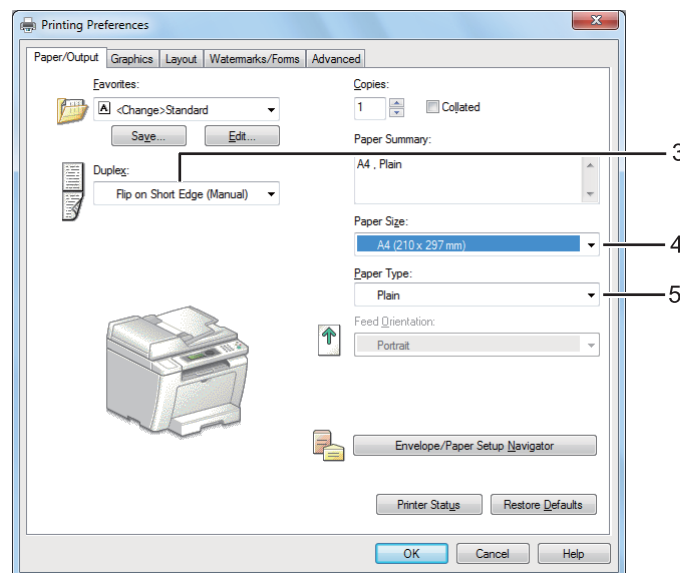 Printing Preferences
Paper/Output Graphics Layout Watermarks/Forms Advanced
Favorites:
A <Change>Standard
Save... Edit...
Duplex:
Flip on Short Edge (Manual)
Copies:
1 Collated
Paper Summary:
A4 , Plain
3
Paper Size:
A4 (210 x 297 mm)
4
Paper Type:
Plain
5
Feed Orientation:
Portrait
Envelope/Paper Setup Navigator
Printer Status Restore Defaults
OK Cancel Help